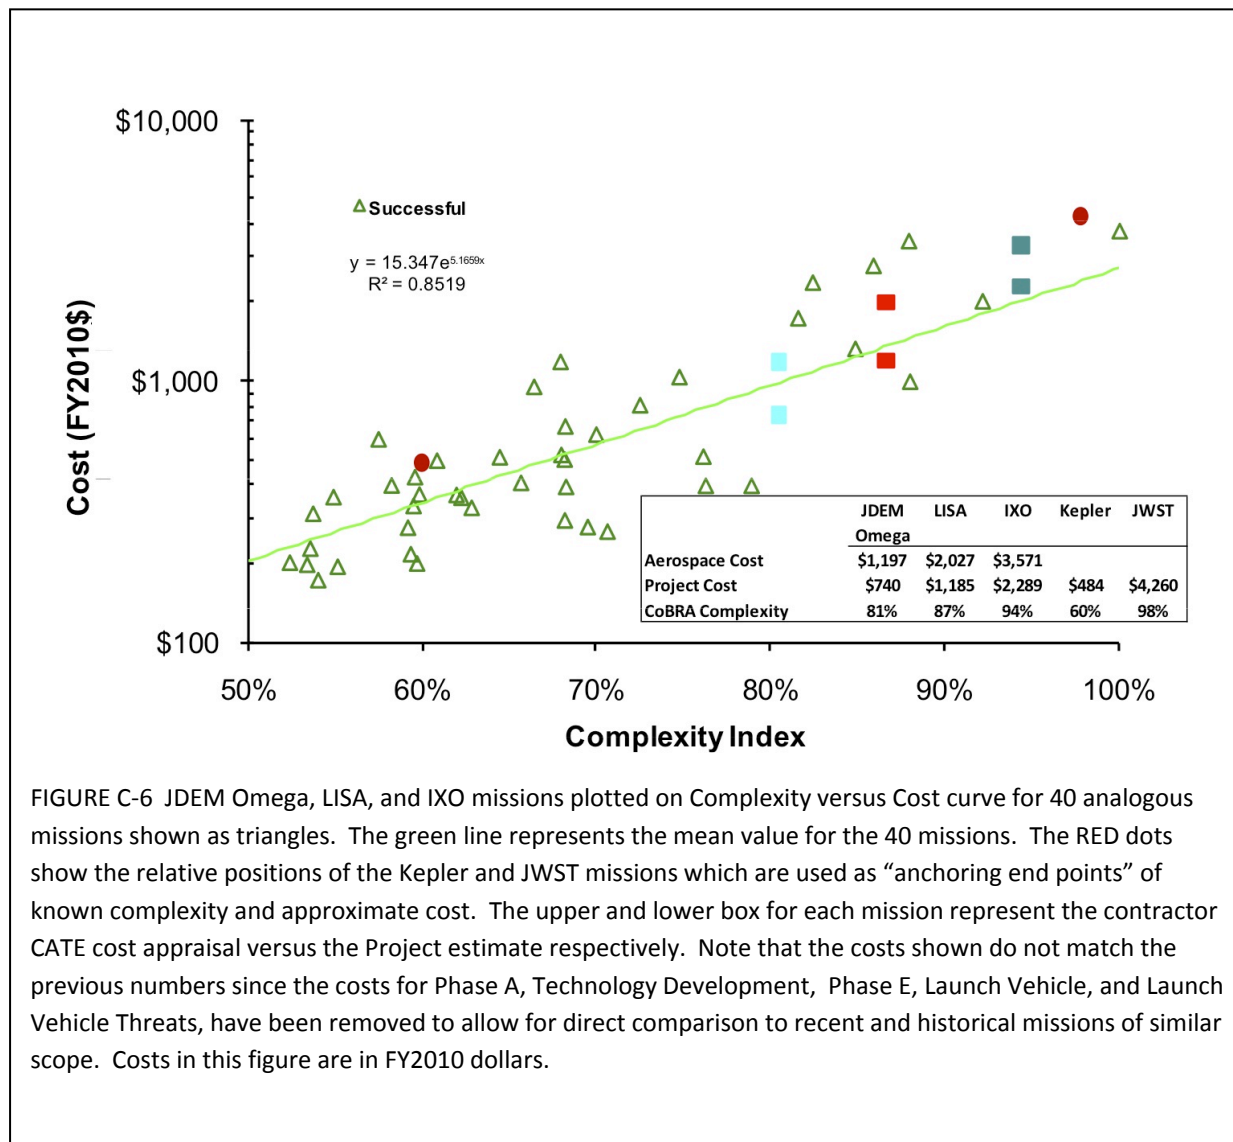 $10,000
Successful
y = 15.347e^5.1659x
R² = 0.8519
$1,000
Cost (FY2010$)
JDEM LISA IXO Kepler JWST
Omega
Aerospace Cost $1,197 $2,027 $3,571
Project Cost $740 $1,185 $2,289 $484 $4,260
CoBRA Complexity 81% 87% 94% 60% 98%
$100
50% 60% 70% 80% 90% 100%
Complexity Index
FIGURE C-6 JDEM Omega, LISA, and IXO missions plotted on Complexity versus Cost curve for 40 analogous
missions shown as triangles. The green line represents the mean value for the 40 missions. The RED dots
show the relative positions of the Kepler and JWST missions which are used as “anchoring end points” of
known complexity and approximate cost. The upper and lower box for each mission represent the contractor
CATE cost appraisal versus the Project estimate respectively. Note that the costs shown do not match the
previous numbers since the costs for Phase A, Technology Development, Phase E, Launch Vehicle, and Launch
Vehicle Threats, have been removed to allow for direct comparison to recent and historical missions of similar
scope. Costs in this figure are in FY2010 dollars.